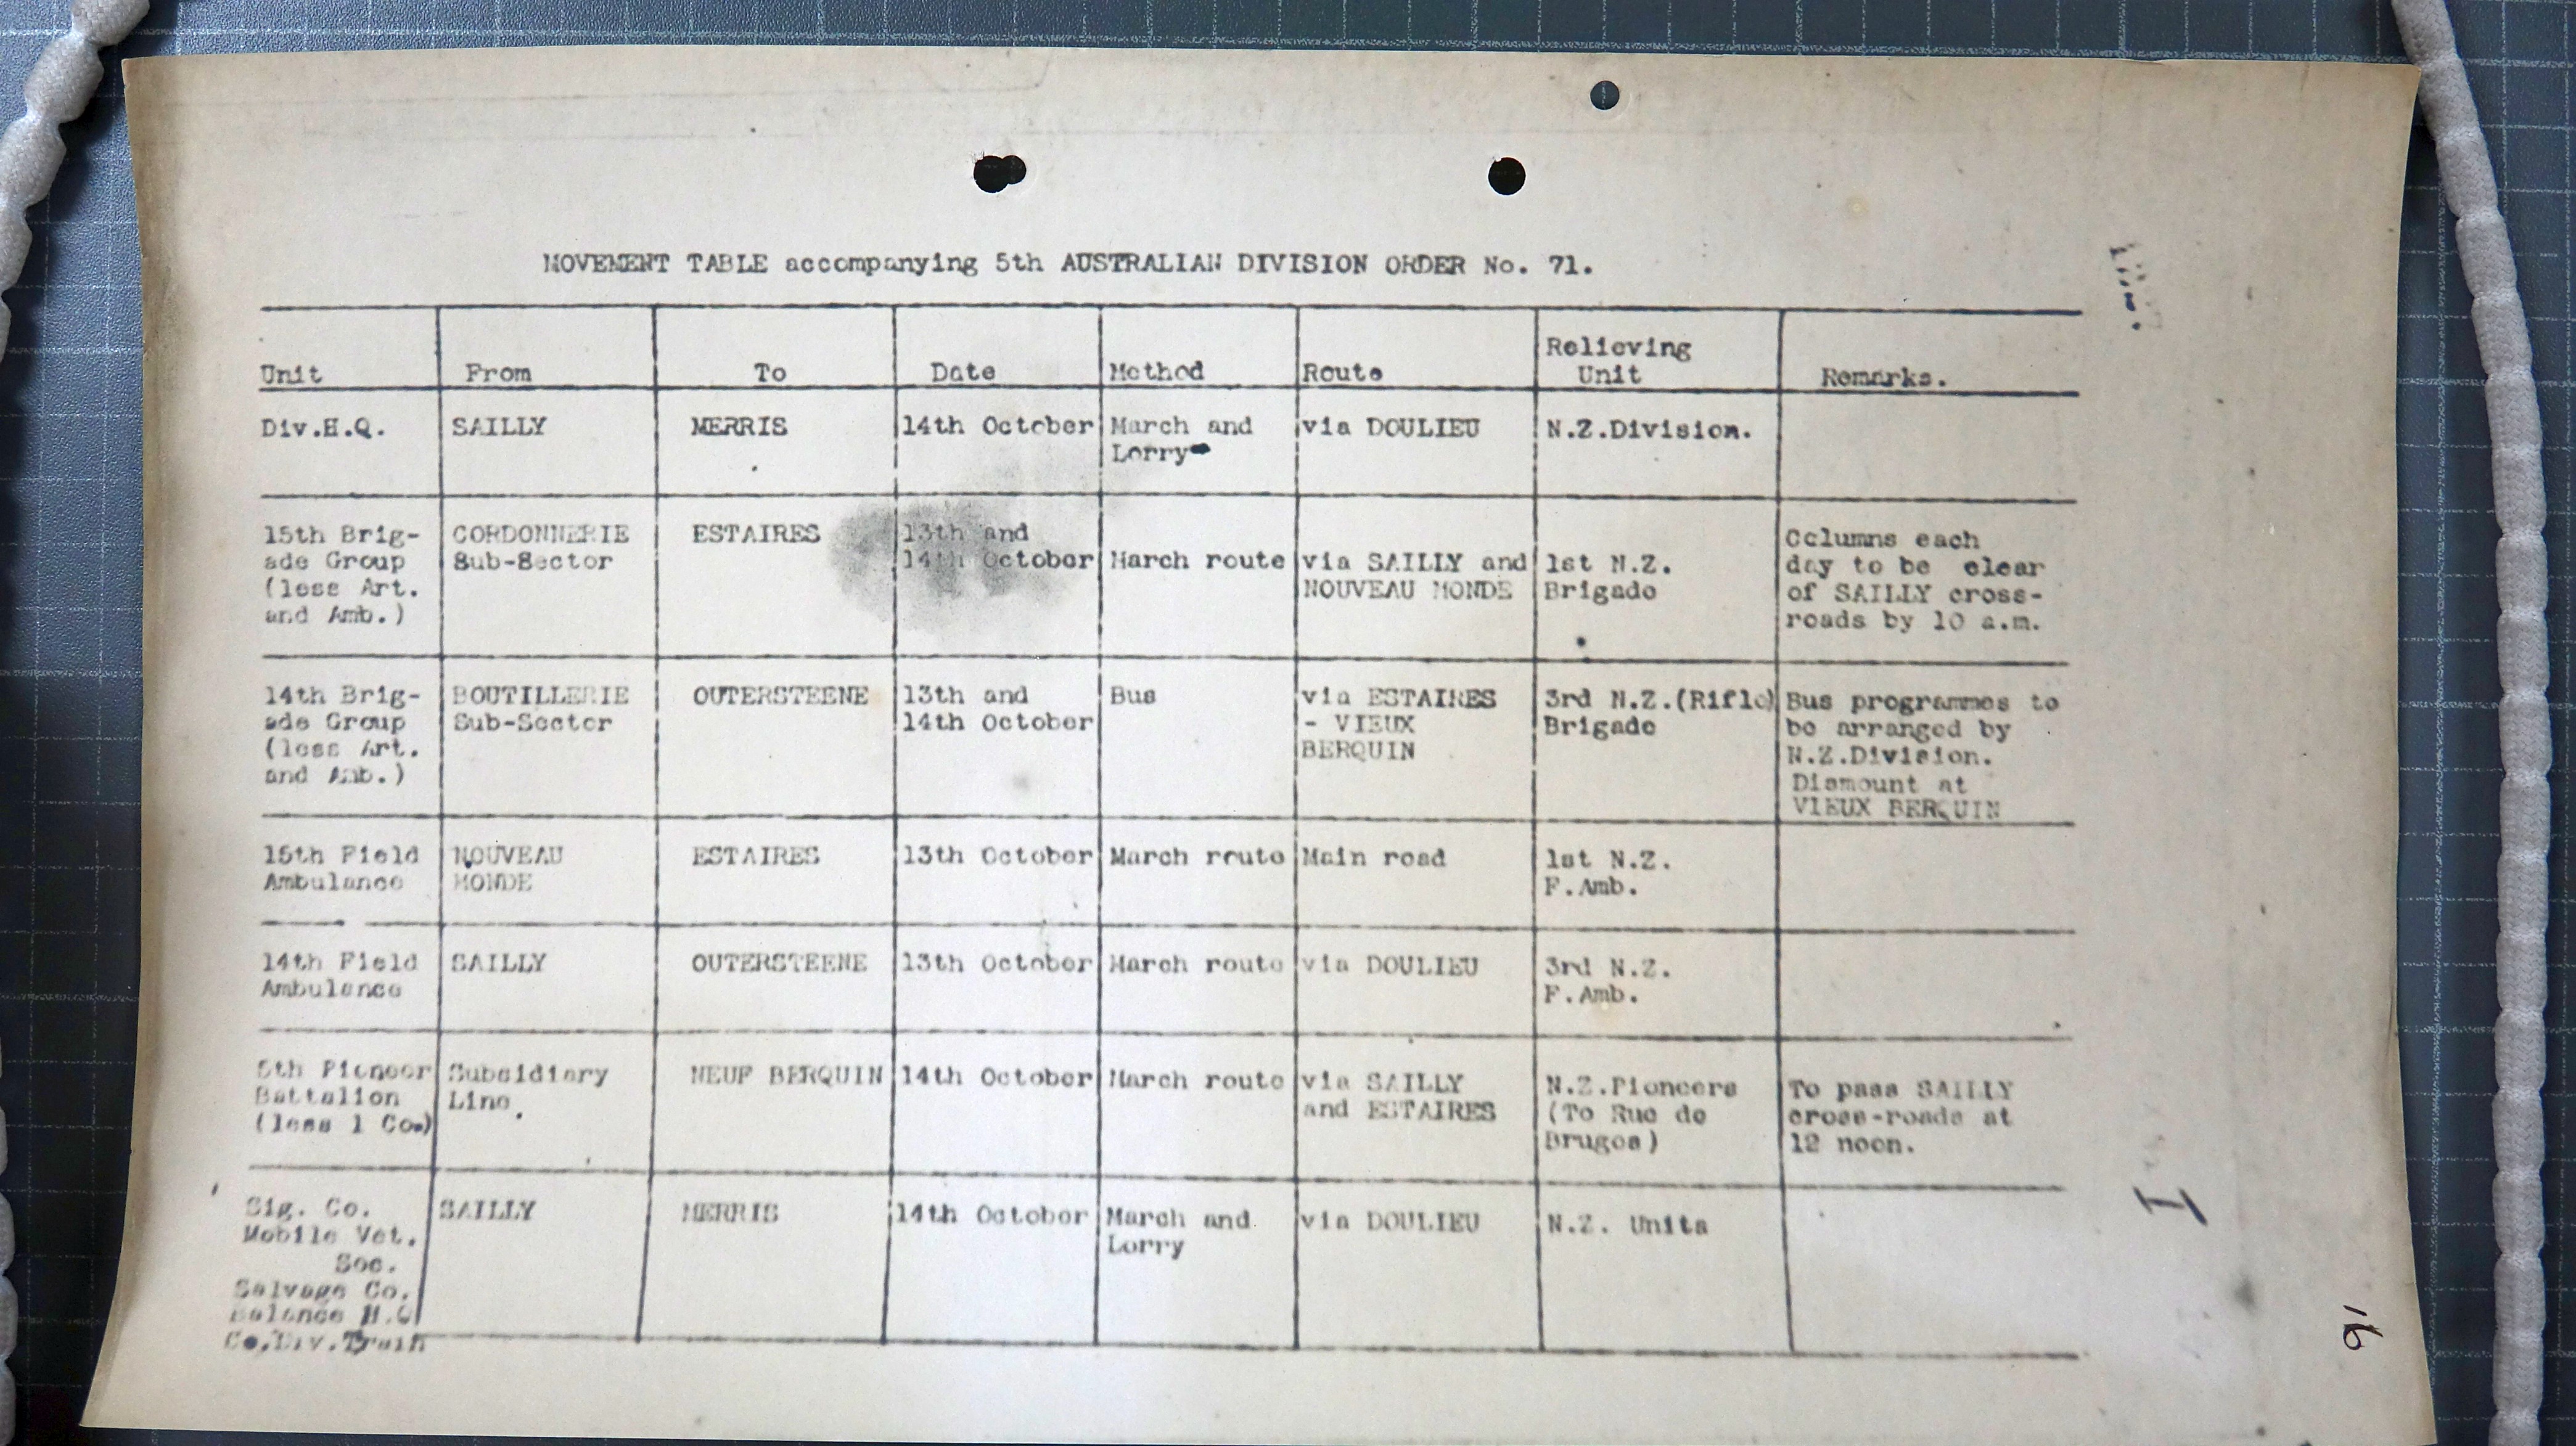 MOVEMENT TABLE accompanying 5th AUSTRALIAN DIVISION ORDER No. 71.
Unit From To Date Method Route Relieving Unit Remarks.
Div.H.Q. SAILLY MERRIS 14th October March and via DOULIEU N.Z.Division.
Lorry
15th Brig- CORDONNERIE ESTAIRES 13th and Columns each
ade Group Sub-Sector 14th October March route via SAILLY and 1st N.Z. day to be clear
(less Art. NOUVEAU MONDE Brigade of SAILLY cross-
and Amb.) roads by 10 a.m.
14th Brig- BOUTILLERIE OUTERSTEENE 13th and Bus via ESTAIRES 3rd N.Z.(Rifle) Bus programmes to
ade Group Sub-Sector 14th October - VIEUX Brigade be arranged by
(less Art. BERQUIN N.Z.Division.
and Amb.) Dismount at
VIEUX BERQUIN
15th Field NOUVEAU ESTAIRES 13th October March route Main road 1st N.Z.
Ambulance MONDE F.Amb.
14th Field SAILLY OUTERSTEENE 13th October March route via DOULIEU 3rd N.Z.
Ambulance F.Amb.
5th Pioneer Subsidiary NEUF BERQUIN 14th October March route via SAILLY N.Z.Pioneers To pass SAILLY
Battalion Line. and ESTAIRES (To Rue de cross-roads at
(less 1 Co.) Bruges) 12 noon.
Sig. Co. SAILLY MERRIS 14th October March and via DOULIEU N.Z. Units
Mobile Vet. Lorry
Sec.
Salvage Co.
Balance H.Q
Co,Div.Train
I
16